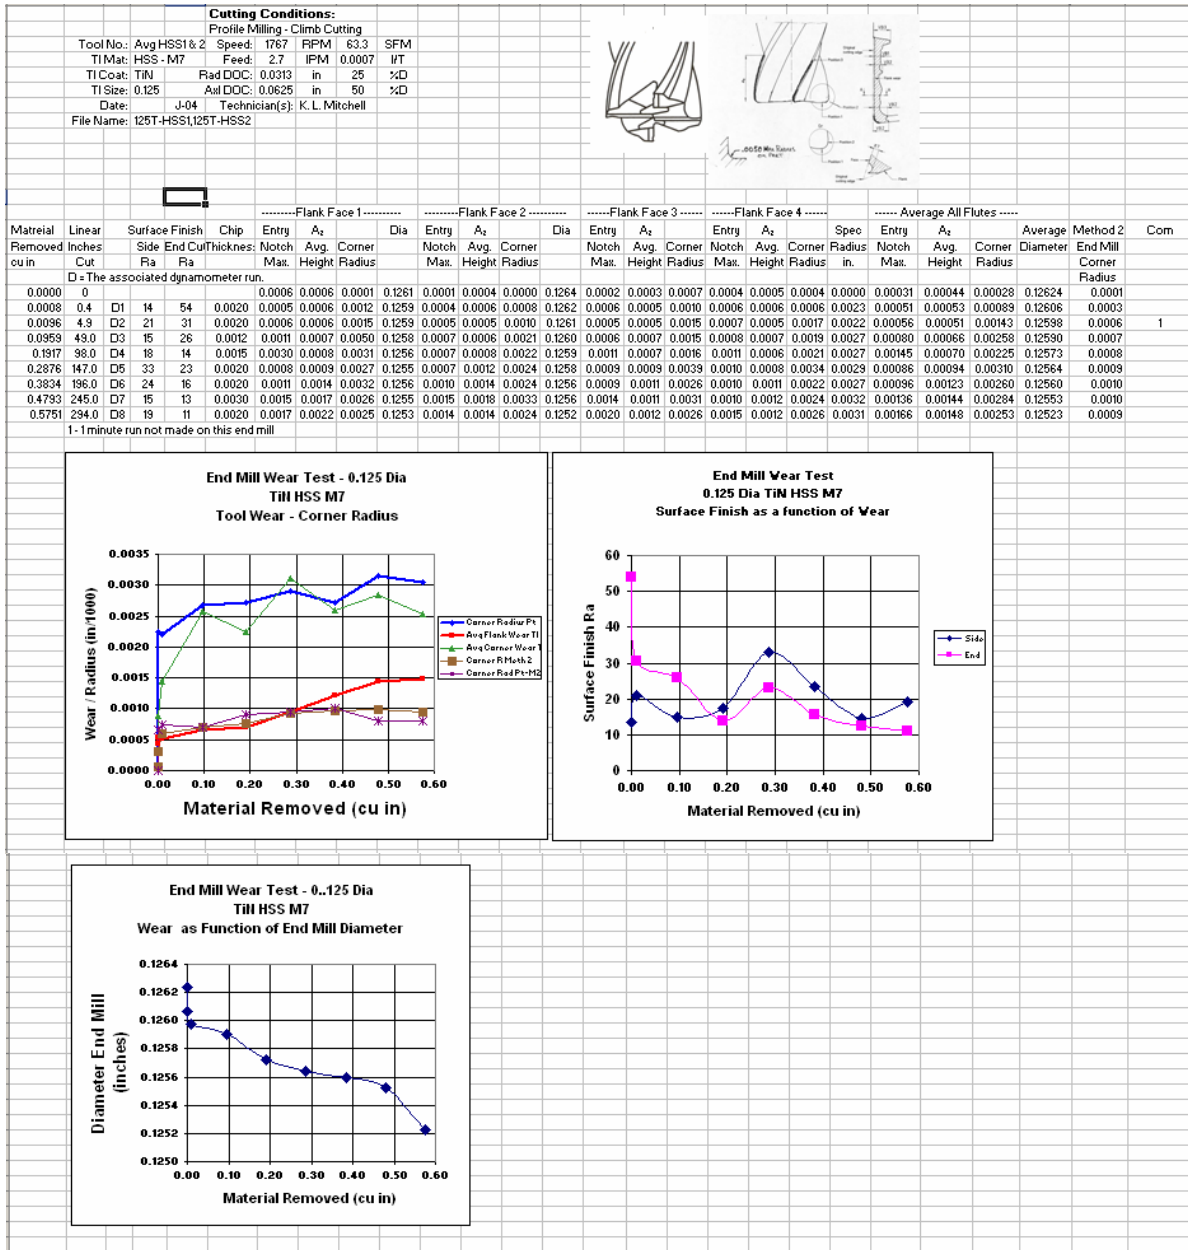 Cutting Conditions:
Profile Milling - Climb Cutting
Tool No.: Avg HSS1 & 2 Speed: 1767 RPM 63.3 SFM
Tl Mat: HSS - M7 Feed: 2.7 IPM 0.0007 I/T
Tl Coat: TiN Rad DOC: 0.0313 in 25 %D
Tl Size: 0.125 Axl DOC: 0.0625 in 50 %D
Date: J-04 Technician(s): K. L. Mitchell
File Name: 125T-HSS1,125T-HSS2
.0050 Max Radius
on Part
---------Flank Face 1---------- ---------Flank Face 2 ---------- ------Flank Face 3 ------ ------Flank Face 4 ------ ------ Average All Flutes ------
Matreial Linear Surface Finish Chip Entry A₂ Dia Entry A₂ Dia Entry A₂ Entry A₂ Spec Entry A₂ Average Method 2 Com
Removed Inches Side End Cut Thickness: Notch Avg. Corner Notch Avg. Corner Notch Avg. Corner Notch Avg. Corner Radius Notch Avg. Corner Diameter End Mill
cu in Cut Ra Ra Max. Height Radius Max. Height Radius Max. Height Radius Max. Height Radius in. Max. Height Radius Corner
D = The associated dynamometer run. Radius
0.0000 0 0.0006 0.0006 0.0001 0.1261 0.0001 0.0004 0.0000 0.1264 0.0002 0.0003 0.0007 0.0004 0.0005 0.0004 0.0000 0.00031 0.00044 0.00028 0.12624 0.0001
0.0008 0.4 D1 14 54 0.0020 0.0005 0.0006 0.0012 0.1259 0.0004 0.0006 0.0008 0.1262 0.0006 0.0005 0.0010 0.0006 0.0006 0.0006 0.0023 0.00051 0.00053 0.00089 0.12606 0.0003
0.0096 4.9 D2 21 31 0.0020 0.0006 0.0006 0.0015 0.1259 0.0005 0.0005 0.0010 0.1261 0.0005 0.0005 0.0015 0.0007 0.0005 0.0017 0.0022 0.00056 0.00051 0.00143 0.12598 0.0006 1
0.0959 49.0 D3 15 26 0.0012 0.0011 0.0007 0.0050 0.1258 0.0007 0.0006 0.0021 0.1260 0.0006 0.0007 0.0015 0.0008 0.0007 0.0019 0.0027 0.00080 0.00066 0.00258 0.12590 0.0007
0.1917 98.0 D4 18 14 0.0015 0.0030 0.0008 0.0031 0.1256 0.0007 0.0008 0.0022 0.1259 0.0011 0.0007 0.0016 0.0011 0.0006 0.0021 0.0027 0.00145 0.00070 0.00225 0.12573 0.0008
0.2876 147.0 D5 33 23 0.0020 0.0008 0.0009 0.0027 0.1255 0.0007 0.0012 0.0024 0.1258 0.0009 0.0009 0.0039 0.0010 0.0008 0.0034 0.0029 0.00086 0.00094 0.00310 0.12564 0.0009
0.3834 196.0 D6 24 16 0.0020 0.0011 0.0014 0.0032 0.1256 0.0010 0.0014 0.0024 0.1256 0.0009 0.0011 0.0026 0.0011 0.0011 0.0022 0.0027 0.00096 0.00123 0.00260 0.12560 0.0010
0.4793 245.0 D7 15 13 0.0030 0.0015 0.0017 0.0026 0.1255 0.0015 0.0018 0.0033 0.1256 0.0014 0.0011 0.0031 0.0010 0.0012 0.0024 0.0032 0.00136 0.00144 0.00284 0.12553 0.0010
0.5751 294.0 D8 19 11 0.0020 0.0017 0.0022 0.0025 0.1253 0.0014 0.0014 0.0024 0.1252 0.0020 0.0012 0.0026 0.0015 0.0012 0.0026 0.0031 0.00166 0.00148 0.00253 0.12523 0.0009
1 - 1 minute run not made on this end mill
End Mill Wear Test - 0.125 Dia
TiN HSS M7
Tool Wear - Corner Radius
Wear / Radius (in/1000)
0.0035
0.0030
0.0025
0.0020
0.0015
0.0010
0.0005
0.0000
0.00 0.10 0.20 0.30 0.40 0.50 0.60
Material Removed (cu in)
Corner Radiur Pt
Avg Flank Wear Tl
Avg Corner Wear T
Corner R Meth 2
Corner Rad Pt-M2
End Mill Wear Test
0.125 Dia TiN HSS M7
Surface Finish as a function of Wear
Surface Finish Ra
60
50
40
30
20
10
0
0.00 0.10 0.20 0.30 0.40 0.50 0.60
Material Removed (cu in)
Side
End
End Mill Wear Test - 0..125 Dia
TiN HSS M7
Wear as Function of End Mill Diameter
Diameter End Mill
(inches)
0.1264
0.1262
0.1260
0.1258
0.1256
0.1254
0.1252
0.1250
0.00 0.10 0.20 0.30 0.40 0.50 0.60
Material Removed (cu in)